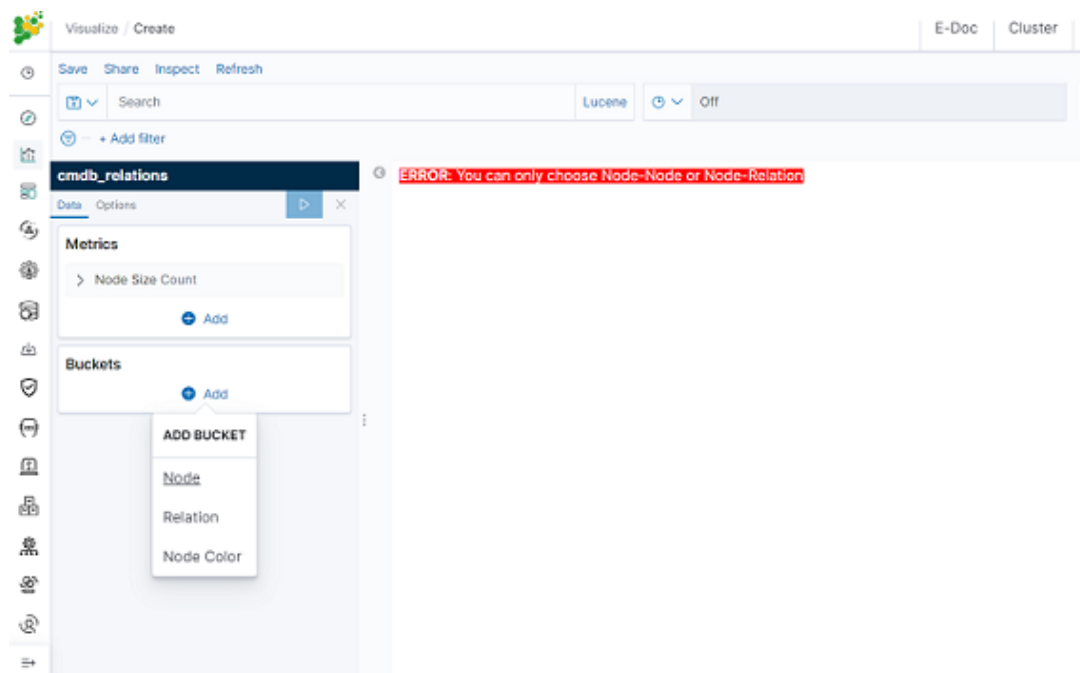 Visualize / Create
E-Doc Cluster
Save Share Inspect Refresh
Search Lucene Off
+ Add filter
cmdb_relations
ERROR: You can only choose Node-Node or Node-Relation
Data Options
Metrics
Node Size Count
Add
Buckets
Add
ADD BUCKET
Node
Relation
Node Color